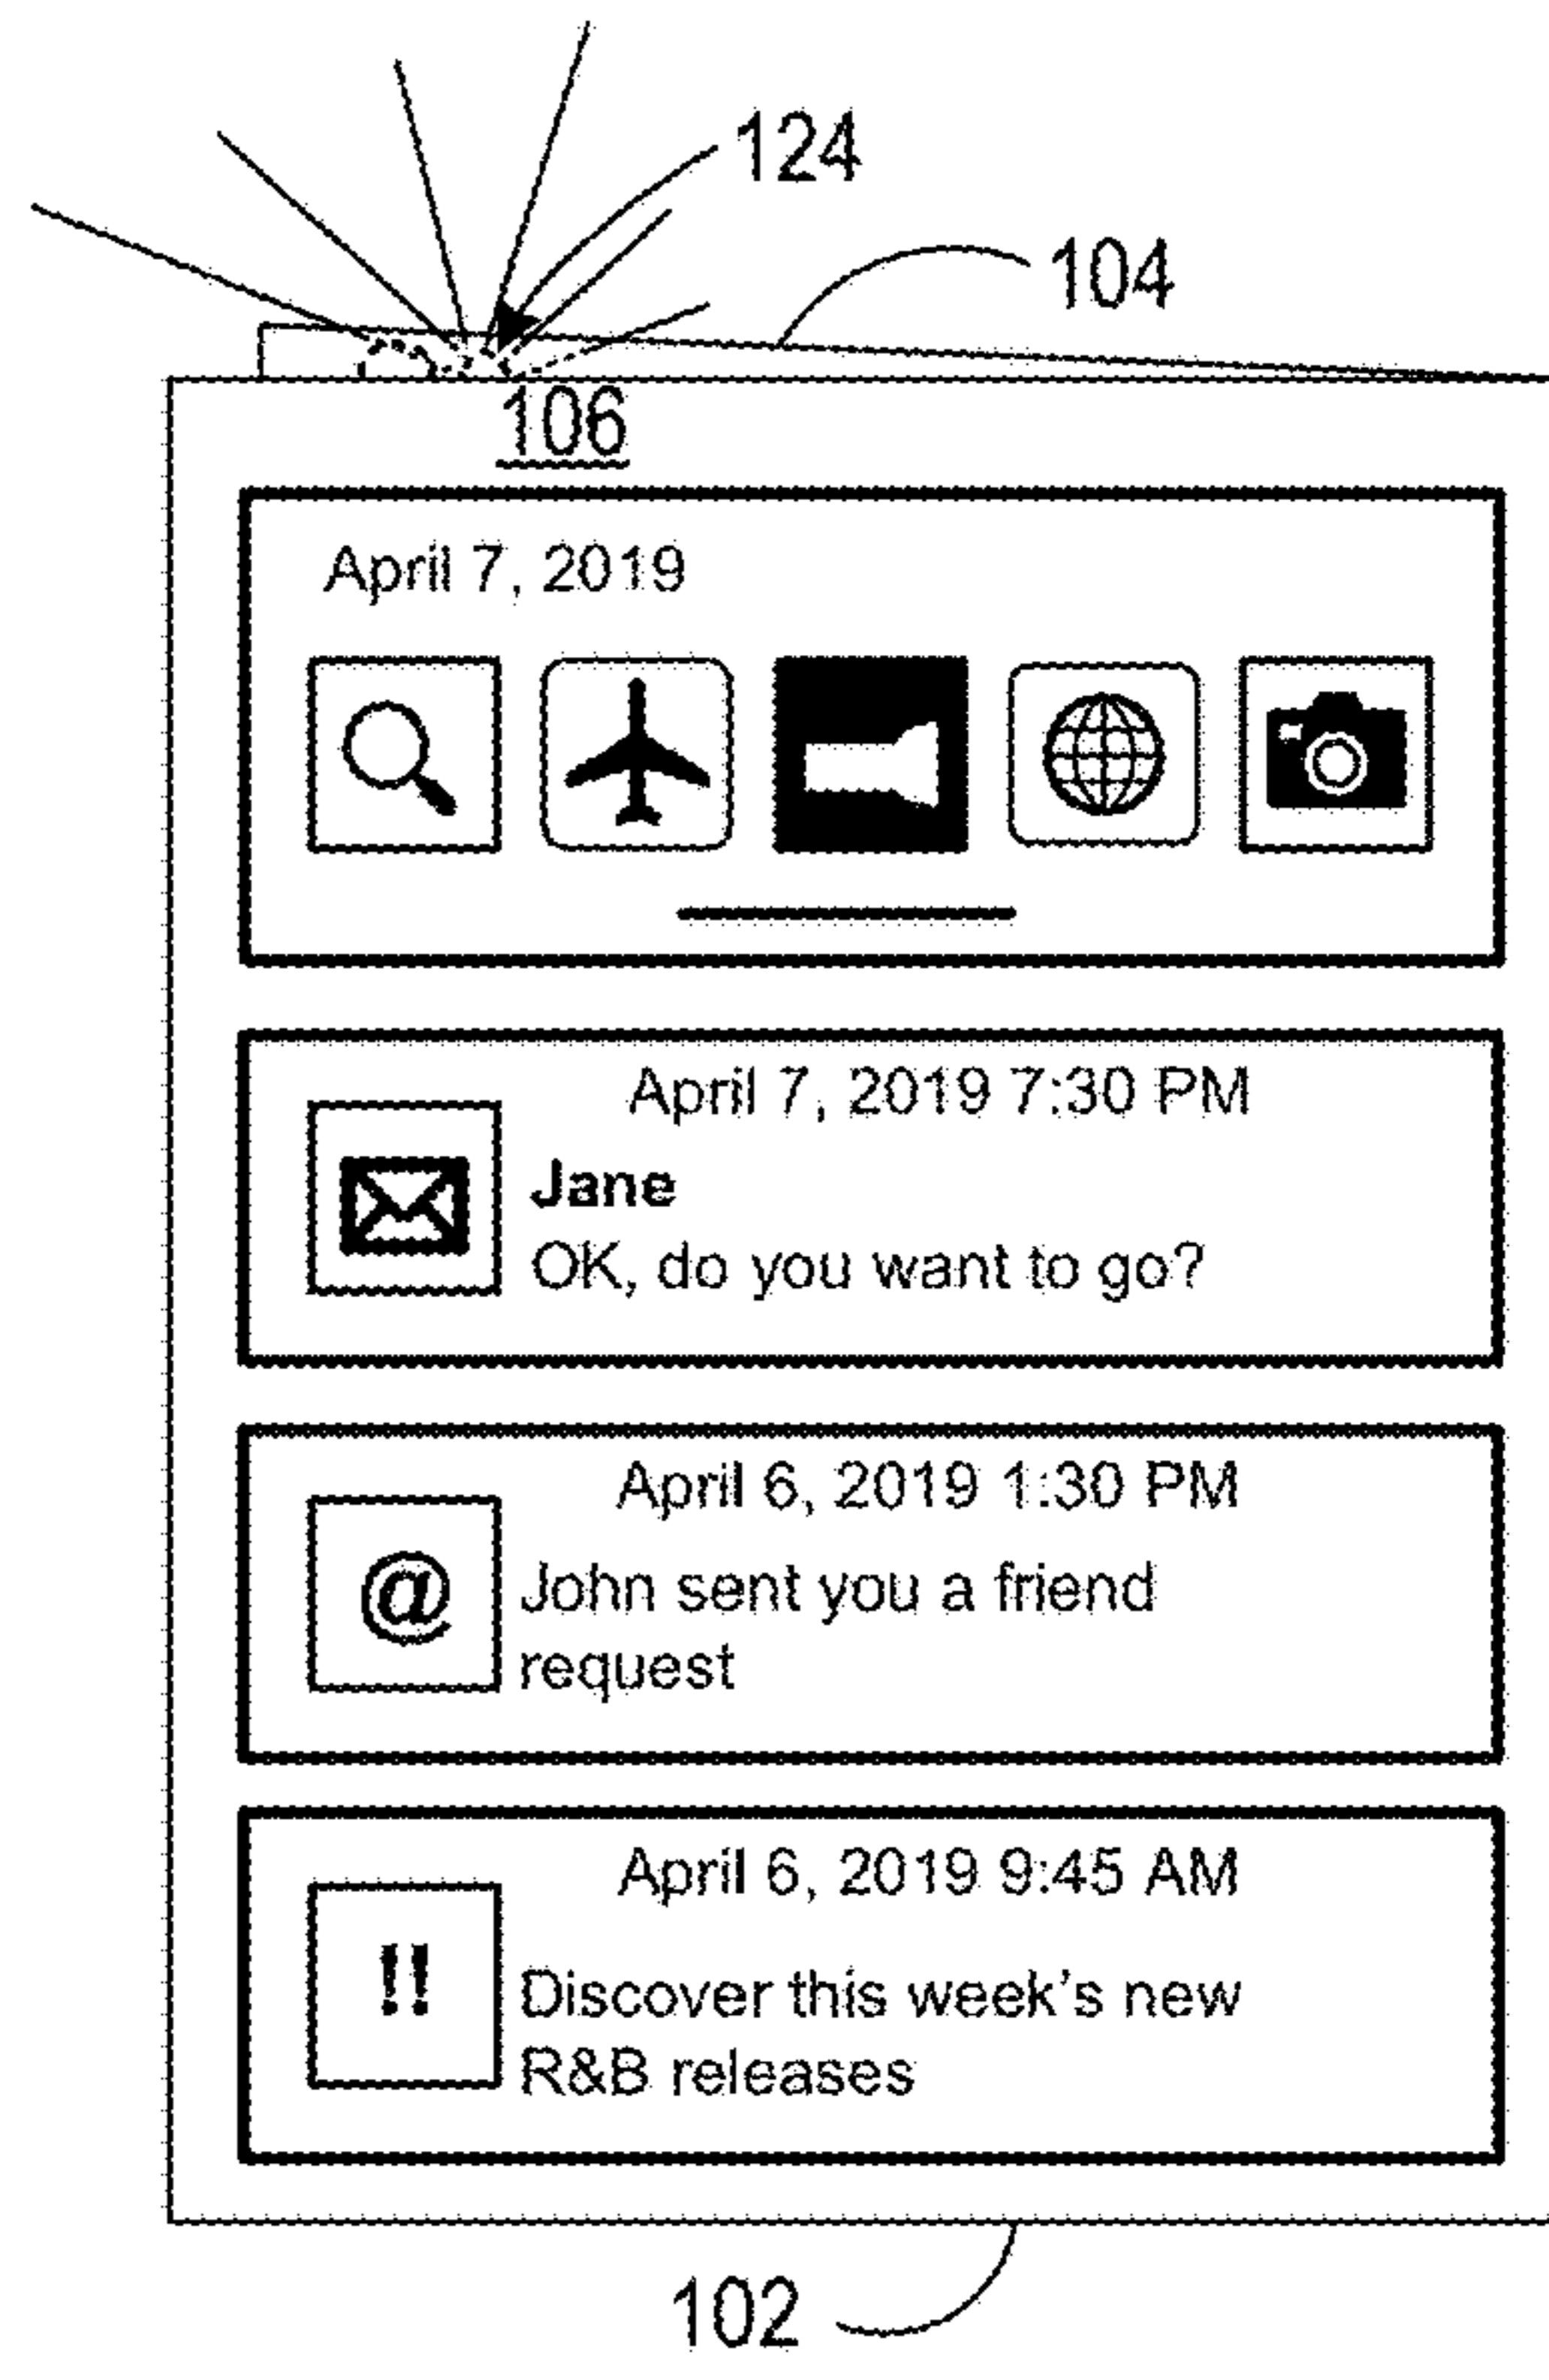 124
104
106
April 7, 2019
April 7, 2019 7:30 PM
Jane
OK, do you want to go?
April 6, 2019 1:30 PM
@
John sent you a friend
request
April 6, 2019 9:45 AM
!!
Discover this week's new
R&B releases
102